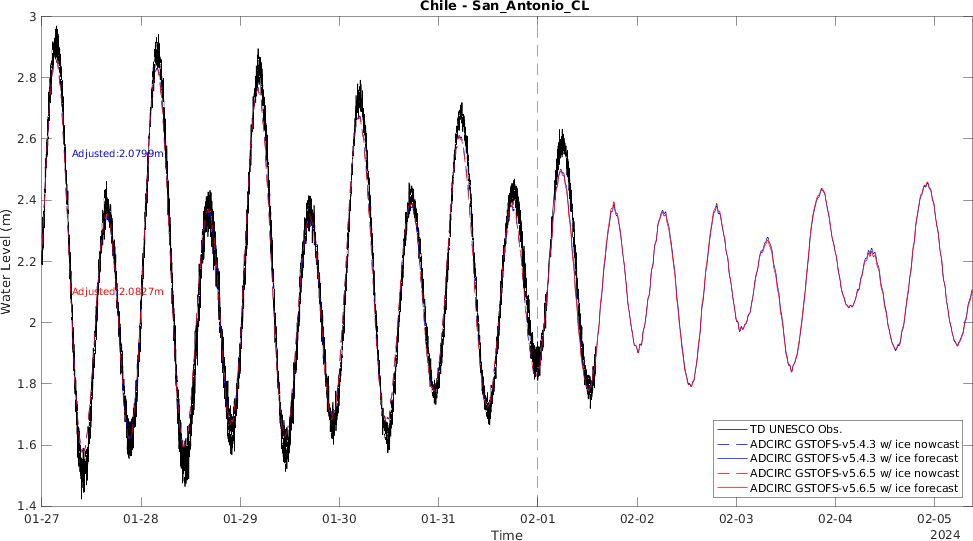 Chile - San_Antonio_CL
3
2.8
2.6
2.4
2.2
2
1.8
1.6
1.4
Water Level (m)
Adjusted:2.0799m
Adjusted:2.0827m
TD UNESCO Obs.
ADCIRC GSTOFS-v5.4.3 w/ ice nowcast
ADCIRC GSTOFS-v5.4.3 w/ ice forecast
ADCIRC GSTOFS-v5.6.5 w/ ice nowcast
ADCIRC GSTOFS-v5.6.5 w/ ice forecast
01-27 01-28 01-29 01-30 01-31 02-01 02-02 02-03 02-04 02-05
Time
2024